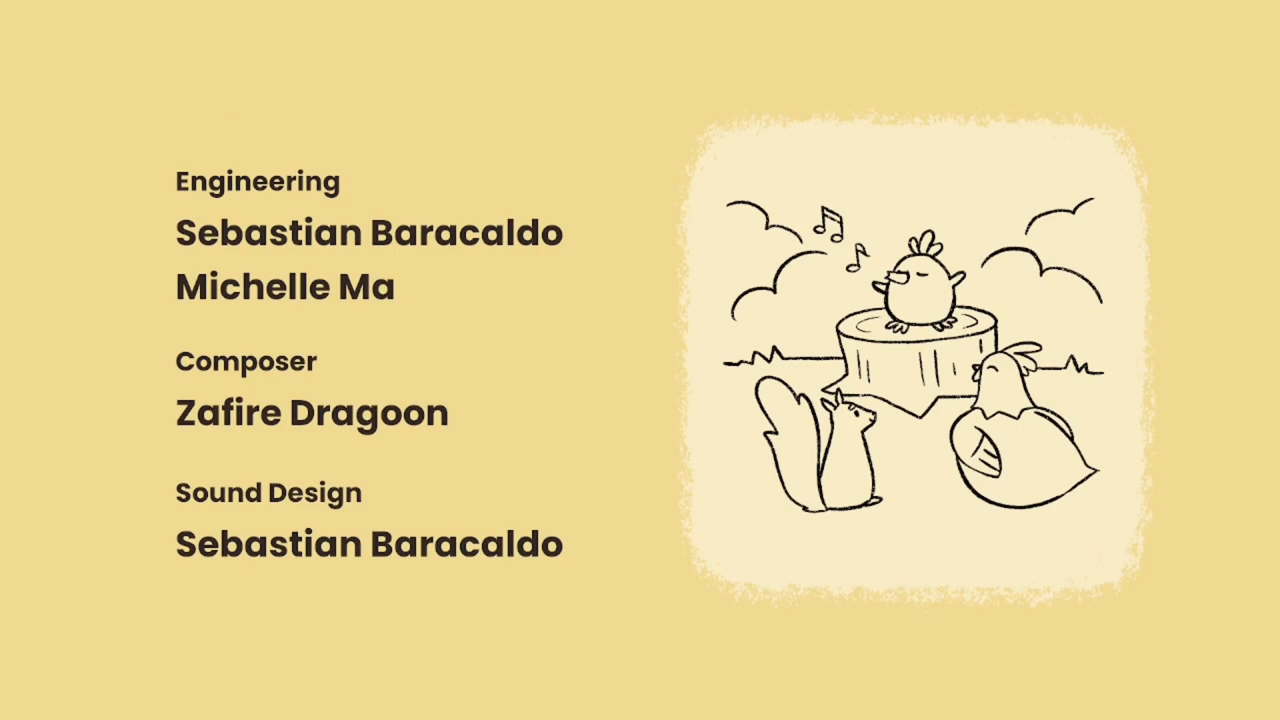 Engineering
Sebastian Baracaldo
Michelle Ma
Composer
Zafire Dragoon
Sound Design
Sebastian Baracaldo